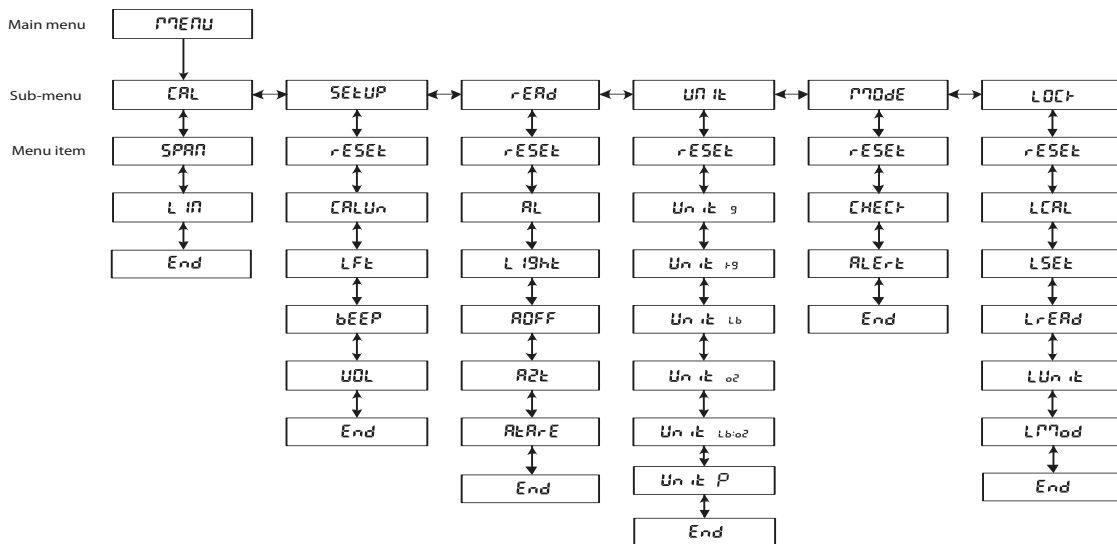 Main menu MENU
Sub-menu CAL SEtUP rEAd UNIt MOdE LOCk
Menu item SPAN rESEt rESEt rESEt rESEt rESEt
LIN CALUn AL Unit g CHECk LCAL
End LFt LIght Unit kg ALErt LSEt
bEEP AOFF Unit Lb End LrEAd
VOL AZt Unit oz LUnit
End AtArE Unit Lb:oz LMod
End Unit P End
End